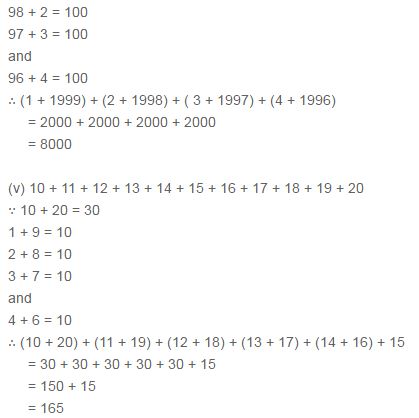 98 + 2 = 100
97 + 3 = 100
and
96 + 4 = 100
∴ (1 + 1999) + (2 + 1998) + ( 3 + 1997) + (4 + 1996)
= 2000 + 2000 + 2000 + 2000
= 8000
(v) 10 + 11 + 12 + 13 + 14 + 15 + 16 + 17 + 18 + 19 + 20
∵ 10 + 20 = 30
1 + 9 = 10
2 + 8 = 10
3 + 7 = 10
and
4 + 6 = 10
∴ (10 + 20) + (11 + 19) + (12 + 18) + (13 + 17) + (14 + 16) + 15
= 30 + 30 + 30 + 30 + 30 + 15
= 150 + 15
= 165